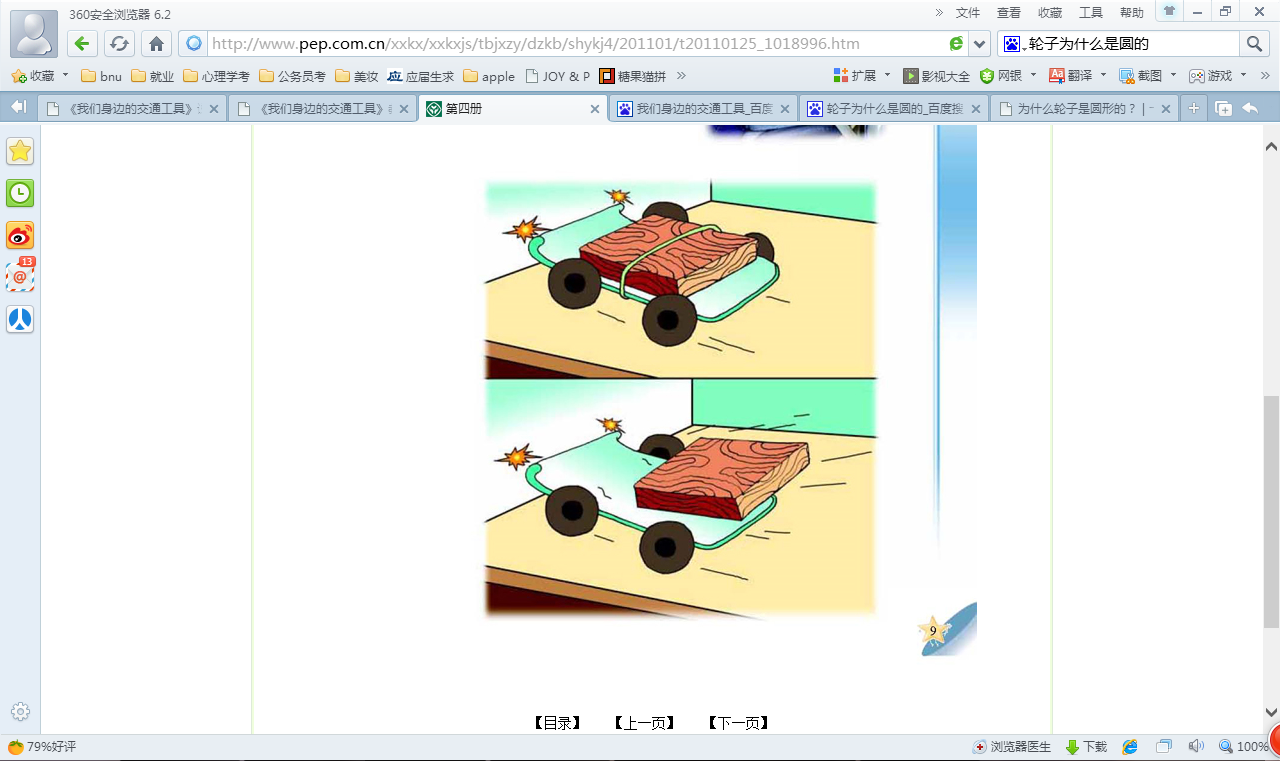 360安全浏览器 6.2
» 文件 查看 收藏 工具 帮助
http://www.pep.com.cn/xxkx/xxkxjs/tbjxzy/dzkb/shykj4/201101/t20110125_1018996.htm
轮子为什么是圆的
收藏 bnu 就业 心理学考 公务员考 美妆 应届生求 apple JOY & P 糖果猫拼 » 扩展 影视大全 网银 翻译 截图 游戏 »
《我们身边的交通工具》 《我们身边的交通工具》 第四册 我们身边的交通工具_百度 轮子为什么是圆的_百度搜 为什么轮子是圆形的？ |
13
9
【目录】 【上一页】 【下一页】
79%好评 浏览器医生 下载 100%